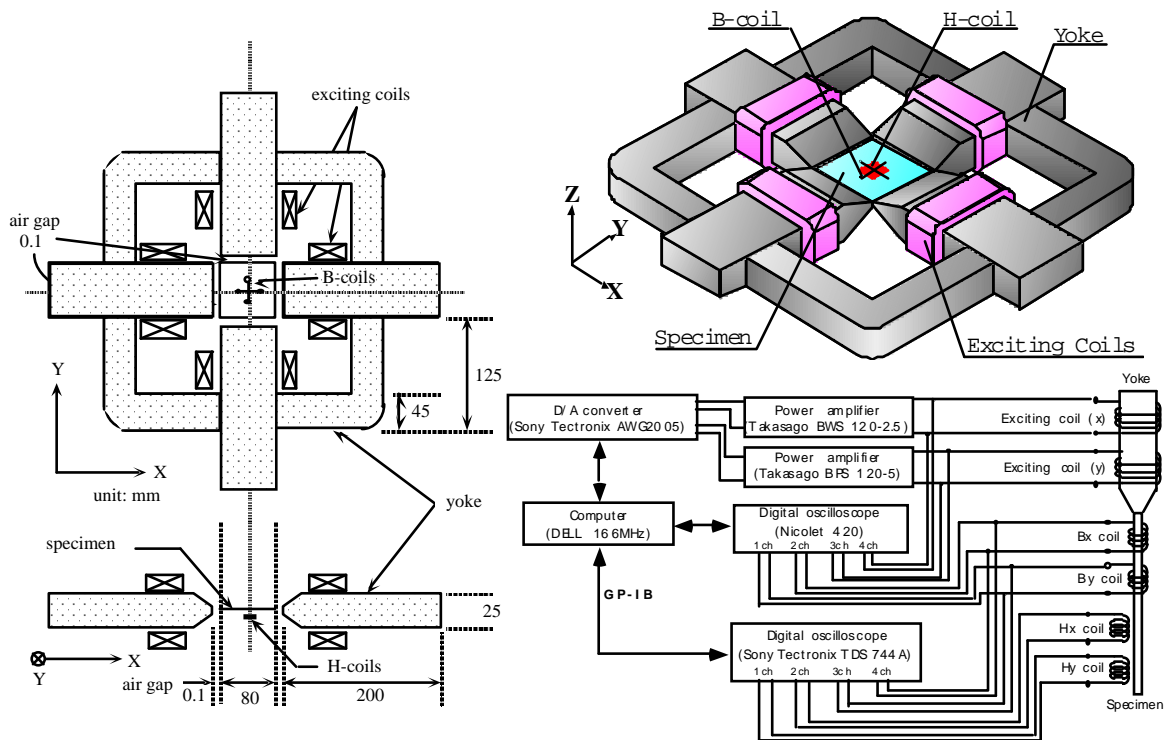 exciting coils
air gap
0.1
B-coils
Y
X
unit: mm
125
45
yoke
specimen
H-coils
25
Y
X
air gap
0.1
80
200
B-coil
H-coil
Yoke
Z
Y
X
Specimen
Exciting Coils
D/A converter
(Sony Tectronix AWG2005)
Power amplifier
(Takasago BWS 120-2.5)
Power amplifier
(Takasago BPS 120-5)
Computer
(DELL 166MHz)
Digital oscilloscope
(Nicolet 420)
1ch 2ch 3ch 4ch
GP-IB
Digital oscilloscope
(Sony Tectronix TDS 744A)
1ch 2ch 3ch 4ch
Yoke
Exciting coil (x)
Exciting coil (y)
Bx coil
By coil
Hx coil
Hy coil
Specimen